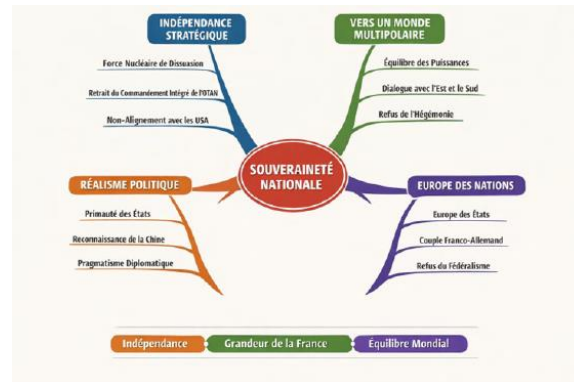 INDÉPENDANCE
STRATÉGIQUE
Force Nucléaire de Dissuasion
Retrait du Commandement Intégré de l'OTAN
Non-Alignement avec les USA
VERS UN MONDE
MULTIPOLAIRE
Équilibre des Puissances
Dialogue avec l'Est et le Sud
Refus de l'Hégémonie
SOUVERAINETÉ
NATIONALE
RÉALISME POLITIQUE
Primauté des États
Reconnaissance de la Chine
Pragmatisme Diplomatique
EUROPE DES NATIONS
Europe des États
Couple Franco-Allemand
Refus du Fédéralisme
Indépendance
Grandeur de la France
Équilibre Mondial